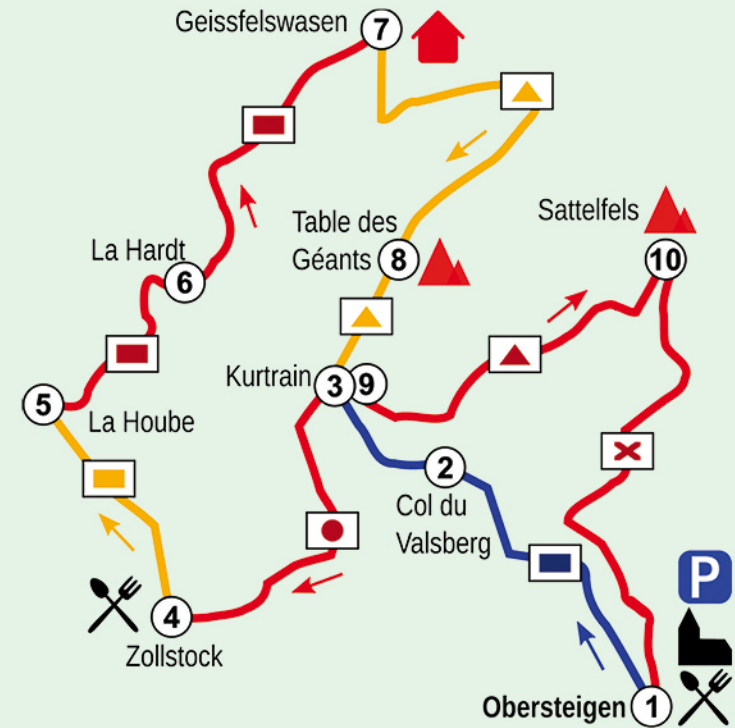 Geissfelswasen
7
Table des
Géants
8
Sattelfels
10
La Hardt
6
Kurtrain
3
9
5
La Hoube
2
Col du
Valsberg
4
Zollstock
P
Obersteigen
1